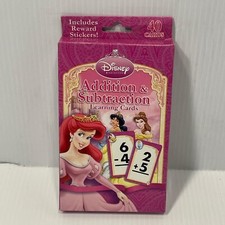 Includes
Reward
Stickers!
40
CARDS
Disney
Addition &
Subtraction
Learning Cards
6
-4
2
+5